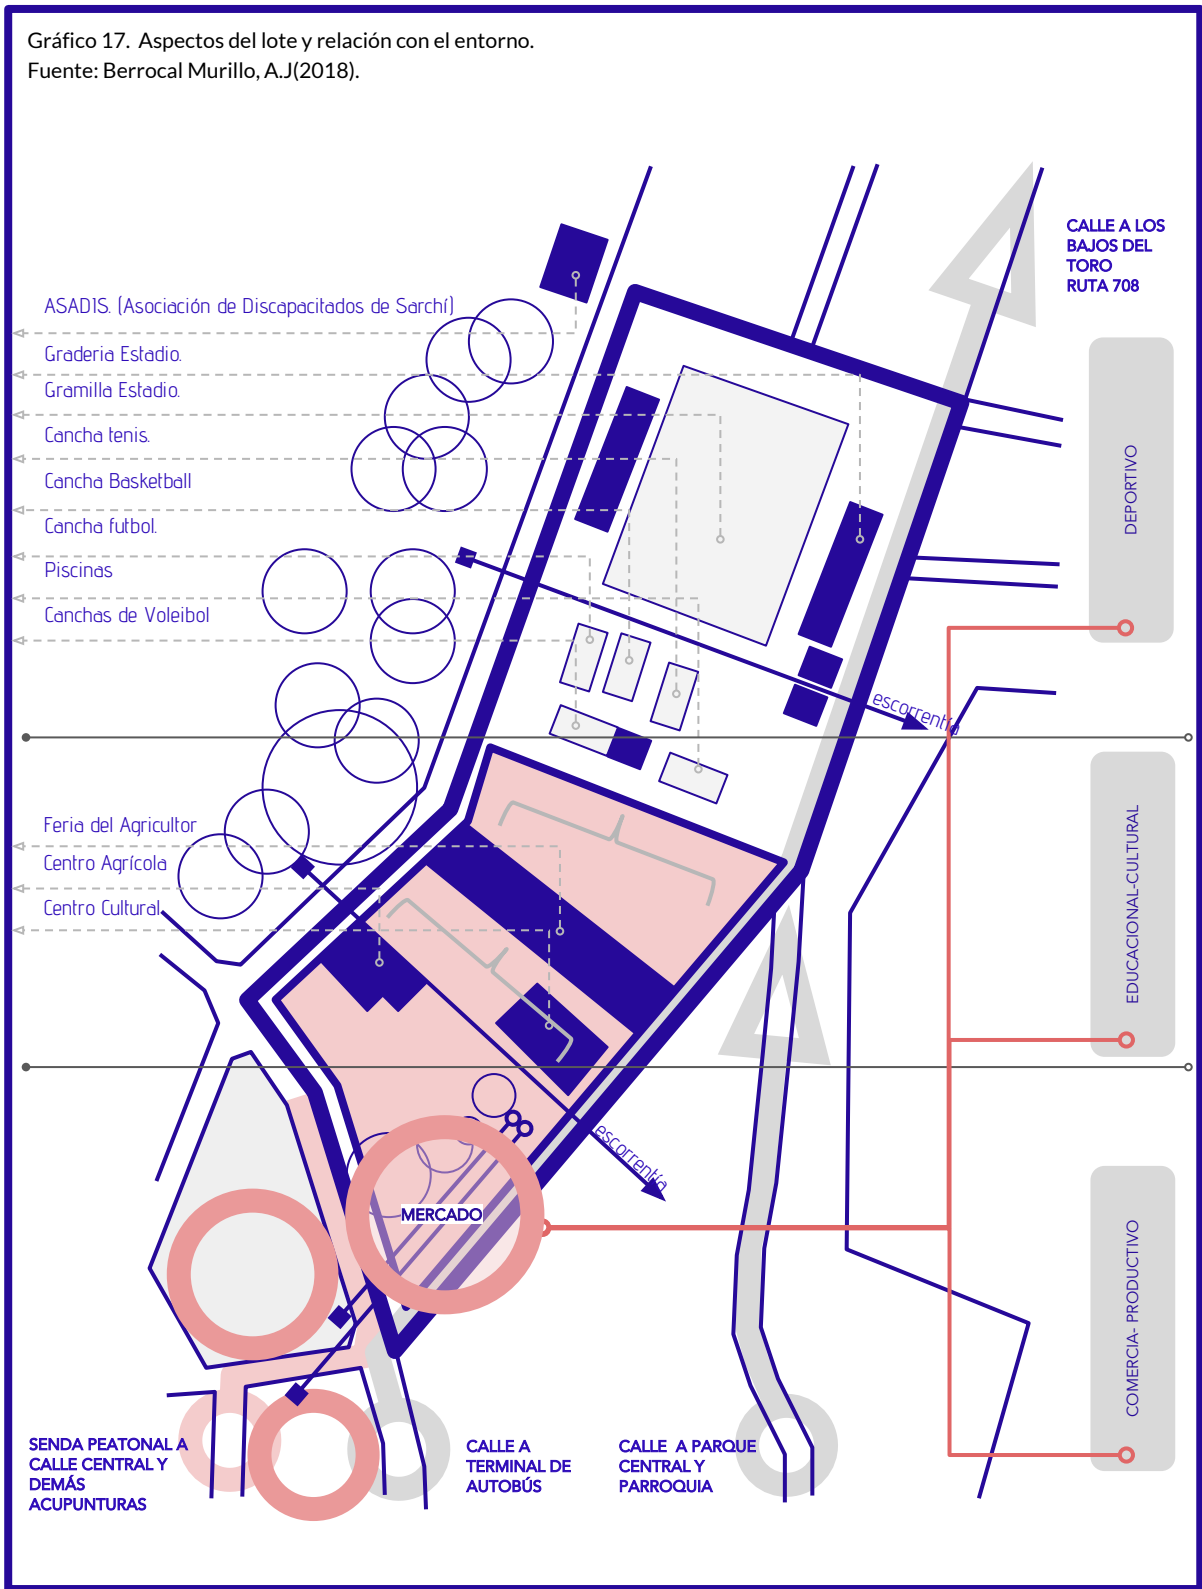 Gráfico 17. Aspectos del lote y relación con el entorno.
Fuente: Berrocal Murillo, A.J(2018).
CALLE A LOS
BAJOS DEL
TORO
RUTA 708
ASADIS. (Asociación de Discapacitados de Sarchí)
Graderia Estadio.
Gramilla Estadio.
Cancha tenis.
Cancha Basketball
Cancha futbol.
Piscinas
Canchas de Voleibol
DEPORTIVO
escorrentía
Feria del Agricultor
Centro Agrícola
Centro Cultural
EDUCACIONAL-CULTURAL
escorrentía
MERCADO
COMERCIA- PRODUCTIVO
SENDA PEATONAL A
CALLE CENTRAL Y
DEMÁS
ACUPUNTURAS
CALLE A
TERMINAL DE
AUTOBÚS
CALLE A PARQUE
CENTRAL Y
PARROQUIA